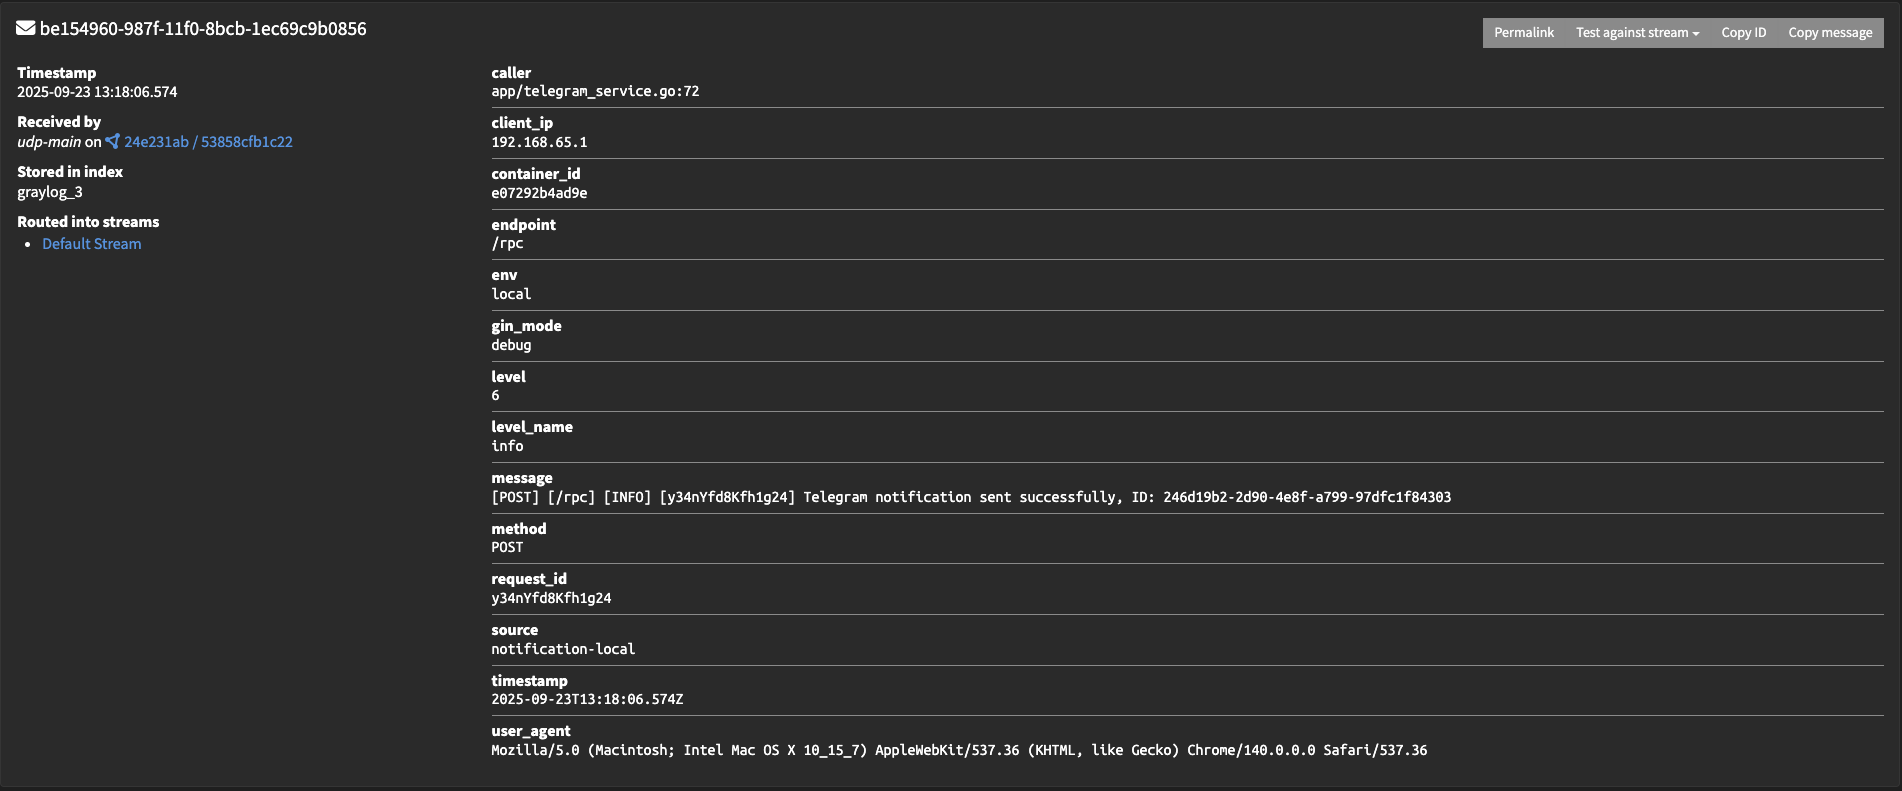 be154960-987f-11f0-8bcb-1ec69c9b0856
Permalink Test against stream Copy ID Copy message
Timestamp
2025-09-23 13:18:06.574
Received by
udp-main on 24e231ab / 53858cfb1c22
Stored in index
graylog_3
Routed into streams
Default Stream
caller
app/telegram_service.go:72
client_ip
192.168.65.1
container_id
e07292b4ad9e
endpoint
/rpc
env
local
gin_mode
debug
level
6
level_name
info
message
[POST] [/rpc] [INFO] [y34nYfd8Kfh1g24] Telegram notification sent successfully, ID: 246d19b2-2d90-4e8f-a799-97dfc1f84303
method
POST
request_id
y34nYfd8Kfh1g24
source
notification-local
timestamp
2025-09-23T13:18:06.574Z
user_agent
Mozilla/5.0 (Macintosh; Intel Mac OS X 10_15_7) AppleWebKit/537.36 (KHTML, like Gecko) Chrome/140.0.0.0 Safari/537.36